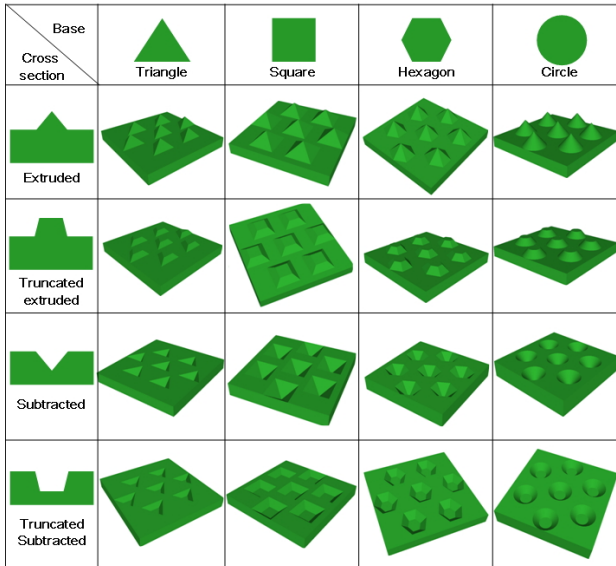 Base
Cross
section
Triangle
Square
Hexagon
Circle
Extruded
Truncated
extruded
Subtracted
Truncated
Subtracted